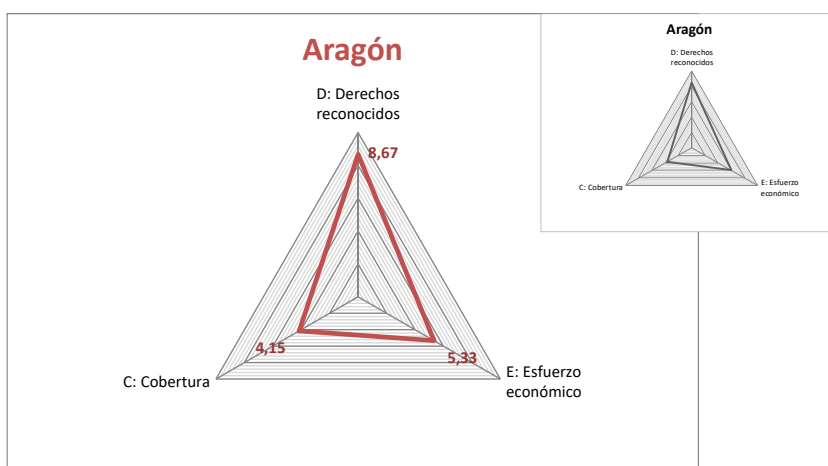 Aragón
D: Derechos
reconocidos
8,67
4,15
5,33
C: Cobertura
E: Esfuerzo
económico
Aragón
D: Derechos
reconocidos
C: Cobertura
E: Esfuerzo
económico